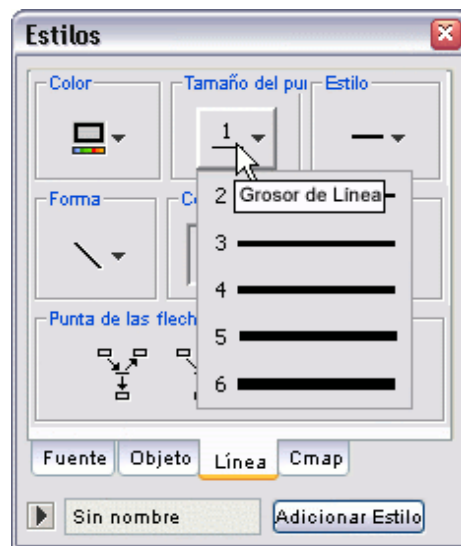 Estilos
Color
Tamaño del pu
Estilo
1
Forma
2
Grosor de Línea
3
4
Punta de las flech
5
6
Fuente
Objeto
Línea
Cmap
Sin nombre
Adicionar Estilo